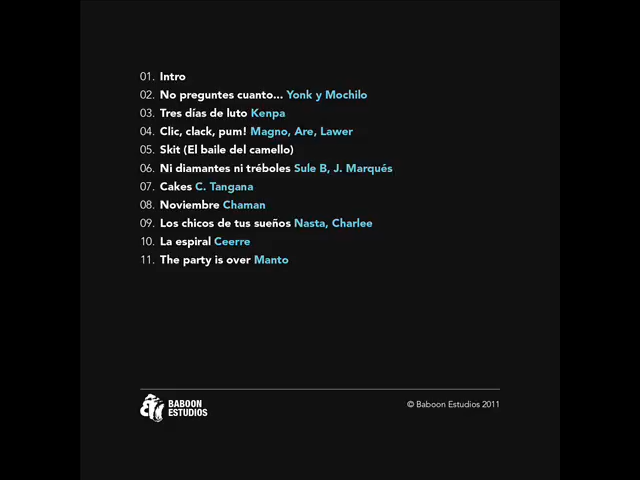 01. Intro
02. No preguntes cuanto... Yonk y Mochilo
03. Tres días de luto Kenpa
04. Clic, clack, pum! Magno, Are, Lawer
05. Skit (El baile del camello)
06. Ni diamantes ni tréboles Sule B, J. Marqués
07. Cakes C. Tangana
08. Noviembre Chaman
09. Los chicos de tus sueños Nasta, Charlee
10. La espiral Ceerre
11. The party is over Manto
BABOON
ESTUDIOS
© Baboon Estudios 2011